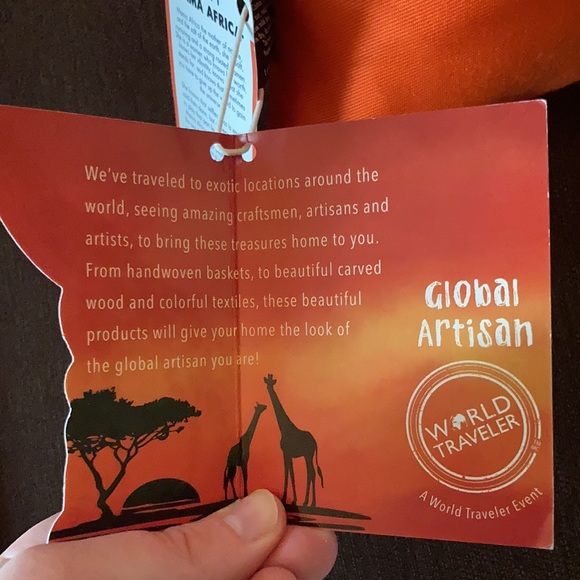 RA AFRICA
We've traveled to exotic locations around the
world, seeing amazing craftsmen, artisans and
artists, to bring these treasures home to you.
From handwoven baskets, to beautiful carved
wood and colorful textiles, these beautiful
products will give your home the look of
the global artisan you are!
Global
Artisan
WORLD
TRAVELER
A World Traveler Event